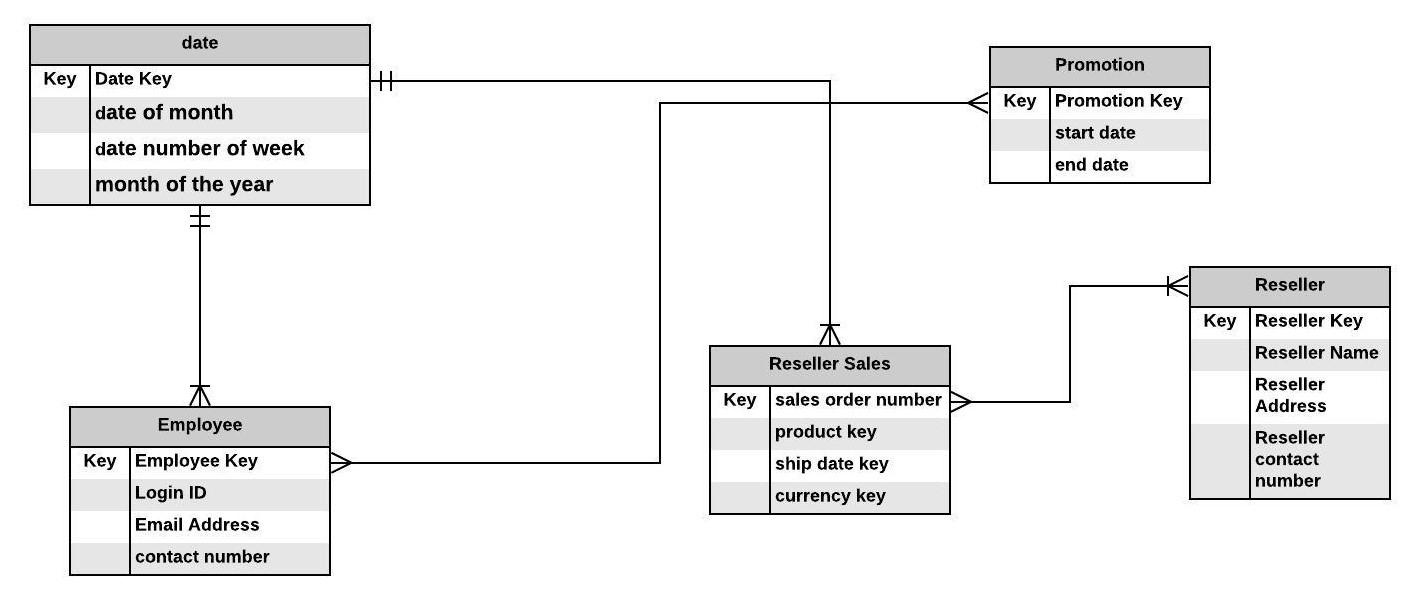 date
Key Date Key
date of month
date number of week
month of the year
Promotion
Key Promotion Key
start date
end date
Reseller
Key Reseller Key
Reseller Name
Reseller
Address
Reseller
contact
number
Reseller Sales
Key sales order number
product key
ship date key
currency key
Employee
Key Employee Key
Login ID
Email Address
contact number